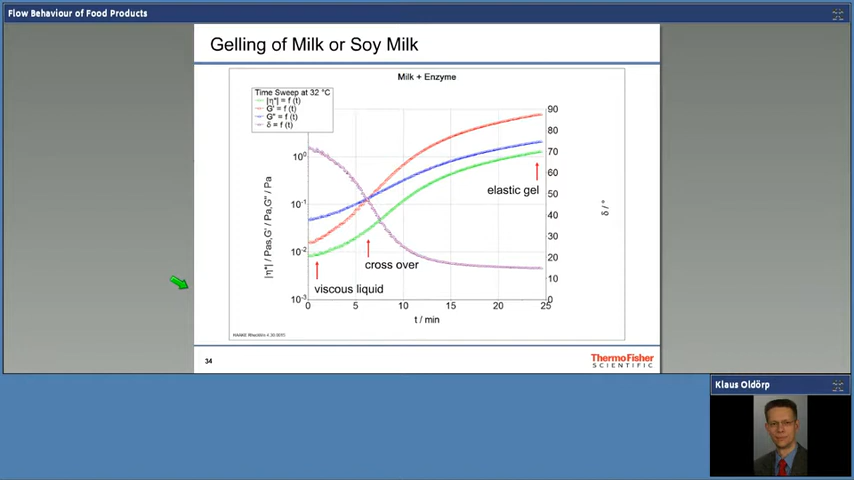 Flow Behaviour of Food Products
Gelling of Milk or Soy Milk
Milk + Enzyme
Time Sweep at 32 °C
|η*| = f (t)
G' = f (t)
G'' = f (t)
δ = f (t)
10⁰
10⁻¹
10⁻²
10⁻³
|η*| / Pas,G' / Pa,G'' / Pa
90
80
70
60
50
40
30
20
10
0
δ / °
elastic gel
cross over
viscous liquid
0 5 10 15 20 25
t / min
34
ThermoFisher
SCIENTIFIC
Klaus Oldörp